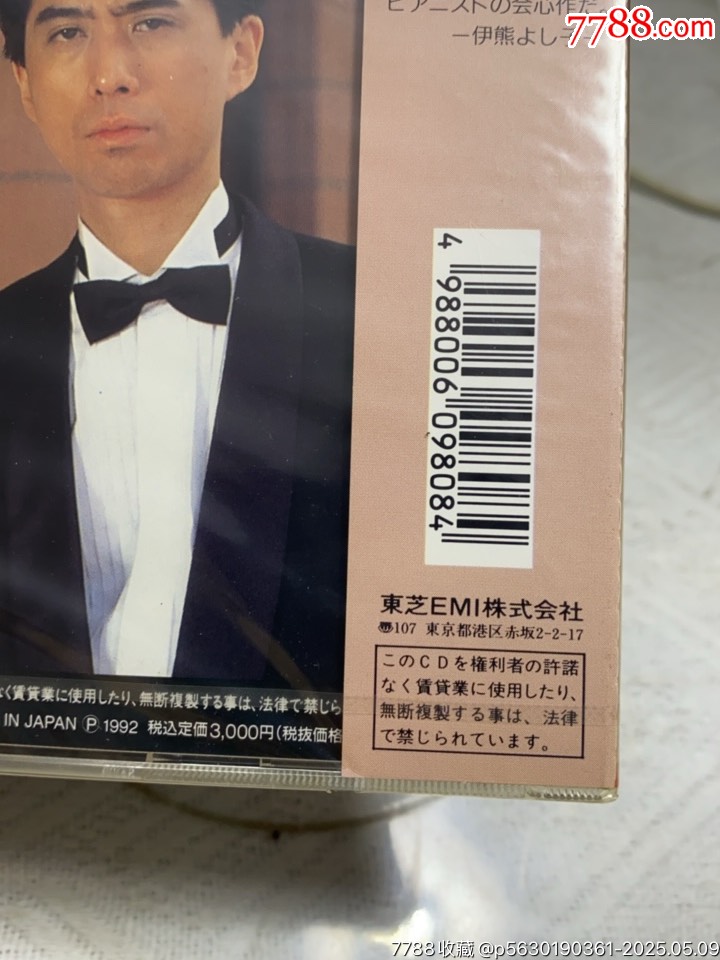 ピアニストの会心作だ。
7788.com
ー伊熊よし子
4 988006 098084
東芝EMI株式会社
〠107 東京都港区赤坂2-2-17
このCDを権利者の許諾
なく賃貸業に使用したり、
無断複製する事は、法律
で禁じられています。
なく賃貸業に使用したり、無断複製する事は、法律で禁じら
IN JAPAN Ⓟ 1992 税込定価3,000円(税抜価格
7788收藏 @p5630190361-2025.05.09